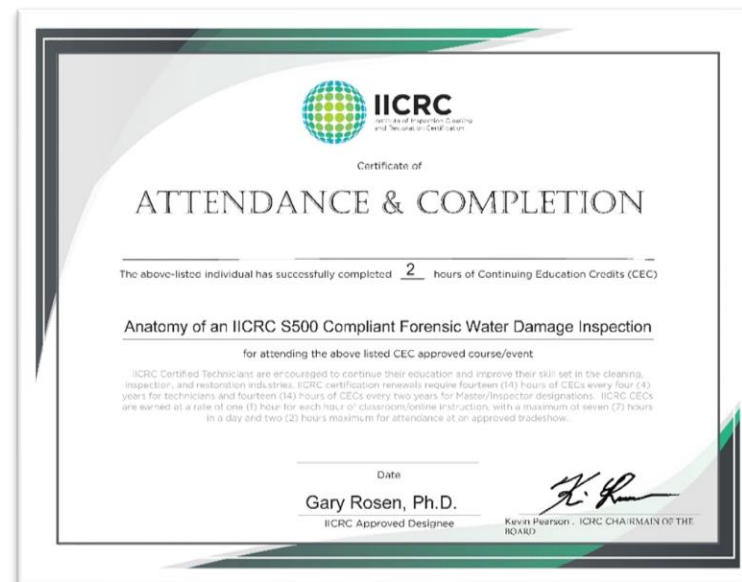 IICRC
Institute of Inspection Cleaning
and Restoration Certification
Certificate of
ATTENDANCE & COMPLETION
The above-listed individual has successfully completed 2 hours of Continuing Education Credits (CEC)
Anatomy of an IICRC S500 Compliant Forensic Water Damage Inspection
for attending the above listed CEC approved course/event
IICRC Certified Technicians are encouraged to continue their education and improve their skill set in the cleaning,
inspection, and restoration industries. IICRC certification renewals require fourteen (14) hours of CECs every four (4)
years for technicians and fourteen (14) hours of CECs every two years for Master/Inspector designations. IICRC CECs
are earned at a rate of one (1) hour for each hour of classroom/online instruction, with a maximum of seven (7) hours
in a day and two (2) hours maximum for attendance at an approved tradeshow.
Date
Gary Rosen, Ph.D.
IICRC Approved Designee
Kevin Pearson , ICRC CHAIRMAIN OF THE
BOARD